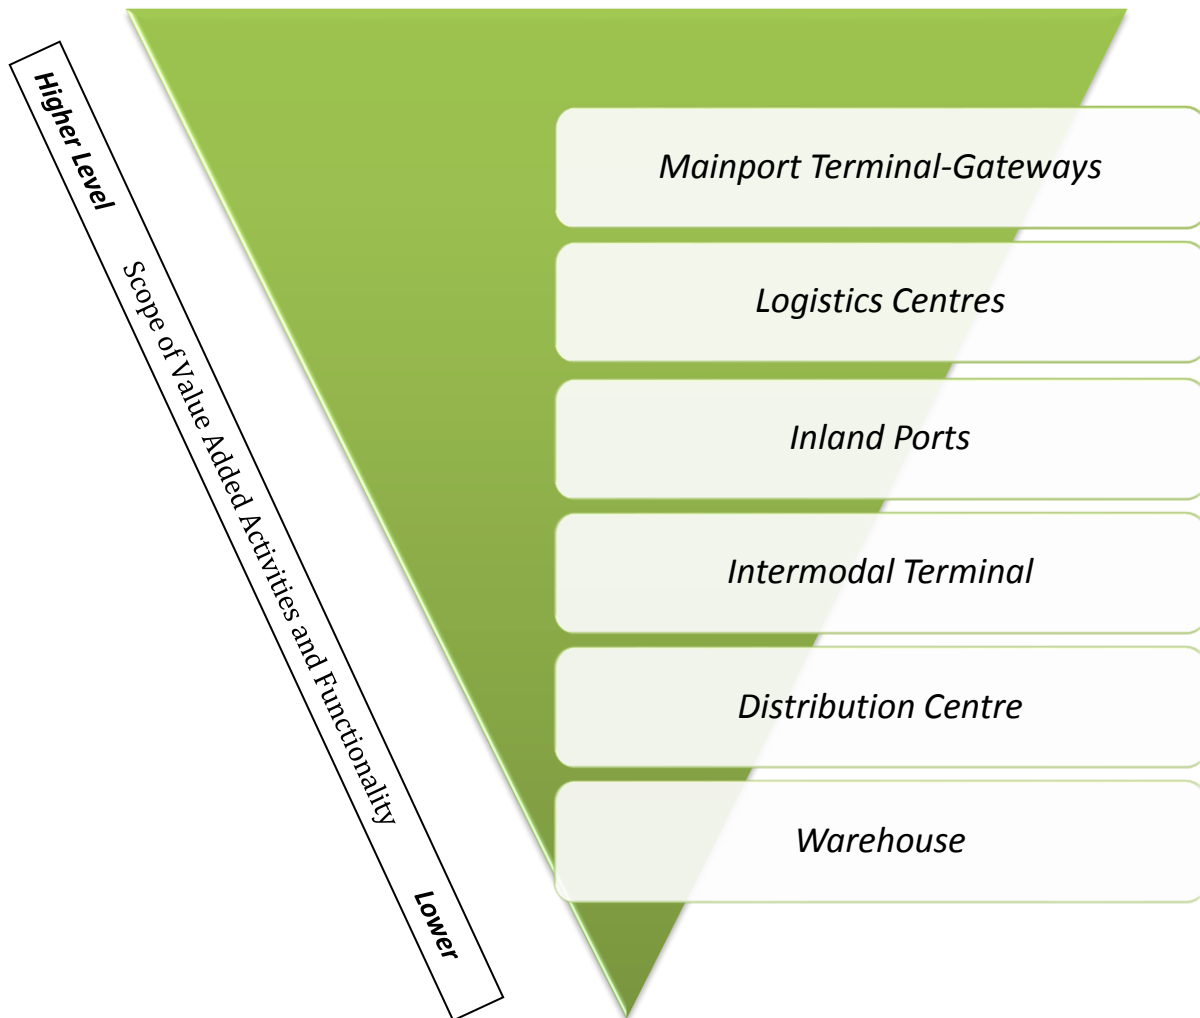 Higher Level
Scope of Value Added Activities and Functionality
Lower
Mainport Terminal-Gateways
Logistics Centres
Inland Ports
Intermodal Terminal
Distribution Centre
Warehouse